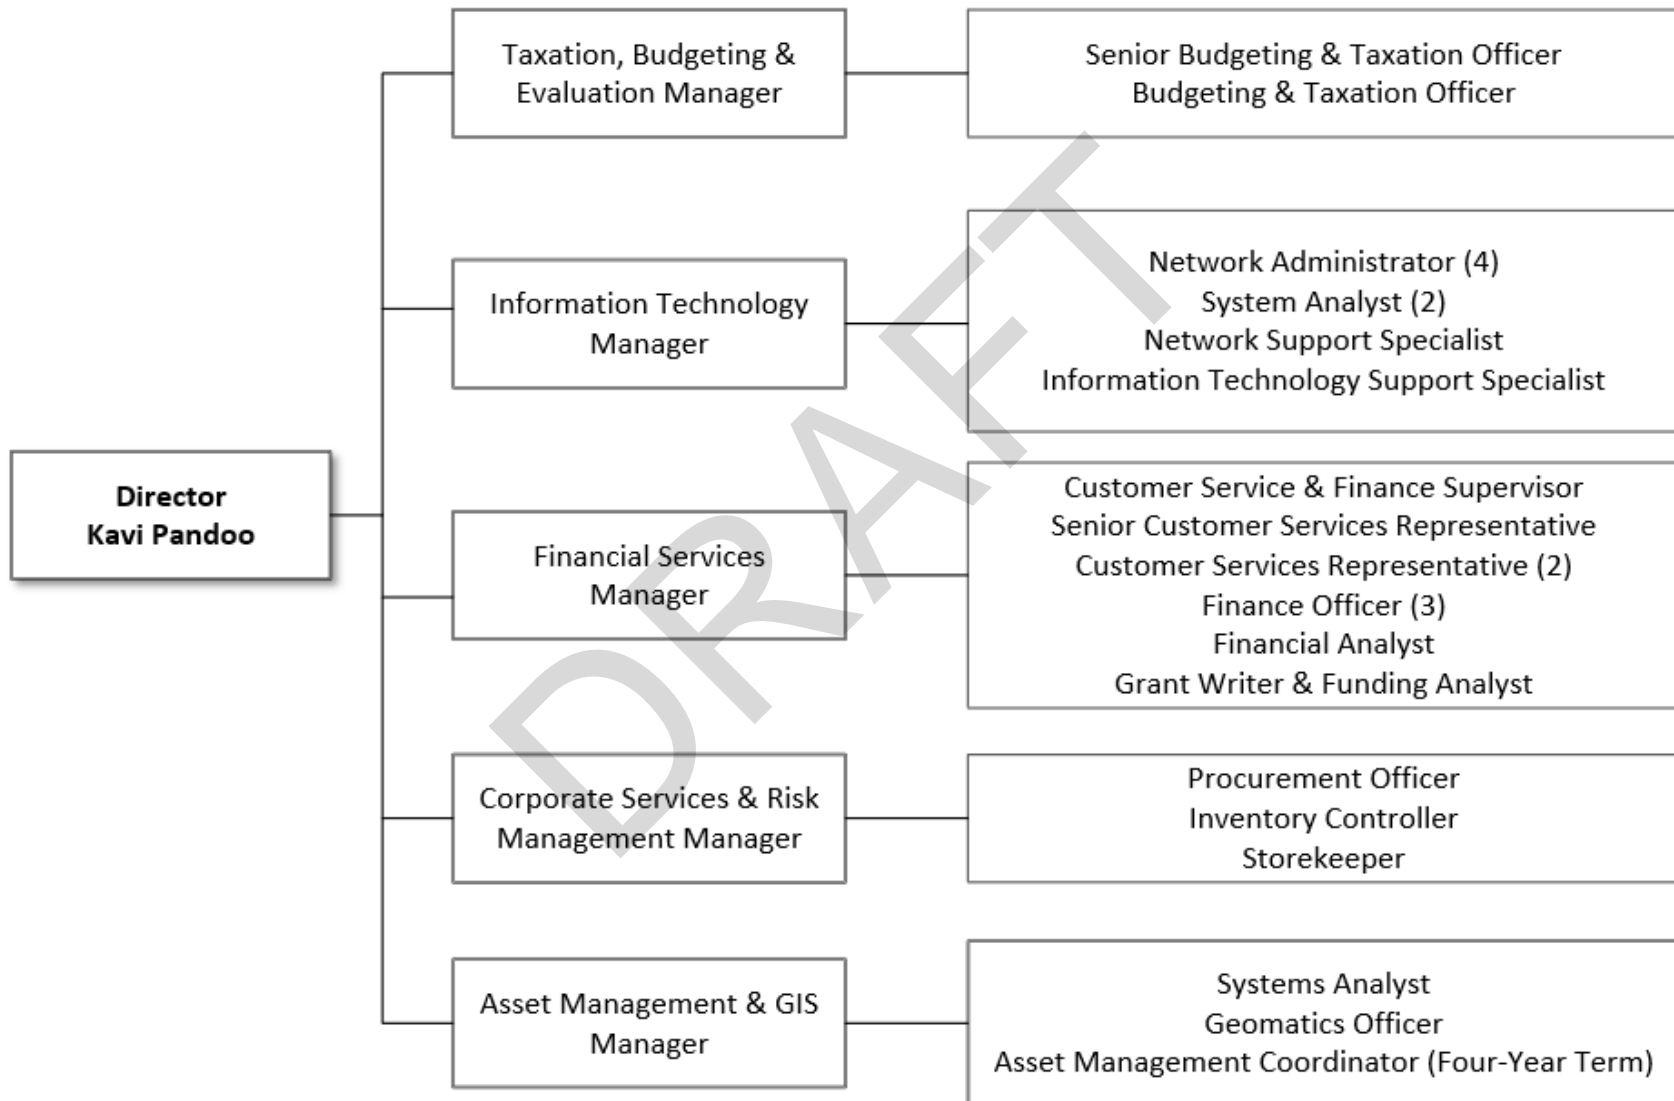 Taxation, Budgeting &
Evaluation Manager
Senior Budgeting & Taxation Officer
Budgeting & Taxation Officer
Information Technology
Manager
Network Administrator (4)
System Analyst (2)
Network Support Specialist
Information Technology Support Specialist
Director
Kavi Pandoo
Financial Services
Manager
Customer Service & Finance Supervisor
Senior Customer Services Representative
Customer Services Representative (2)
Finance Officer (3)
Financial Analyst
Grant Writer & Funding Analyst
Corporate Services & Risk
Management Manager
Procurement Officer
Inventory Controller
Storekeeper
Asset Management & GIS
Manager
Systems Analyst
Geomatics Officer
Asset Management Coordinator (Four-Year Term)
DRAFT